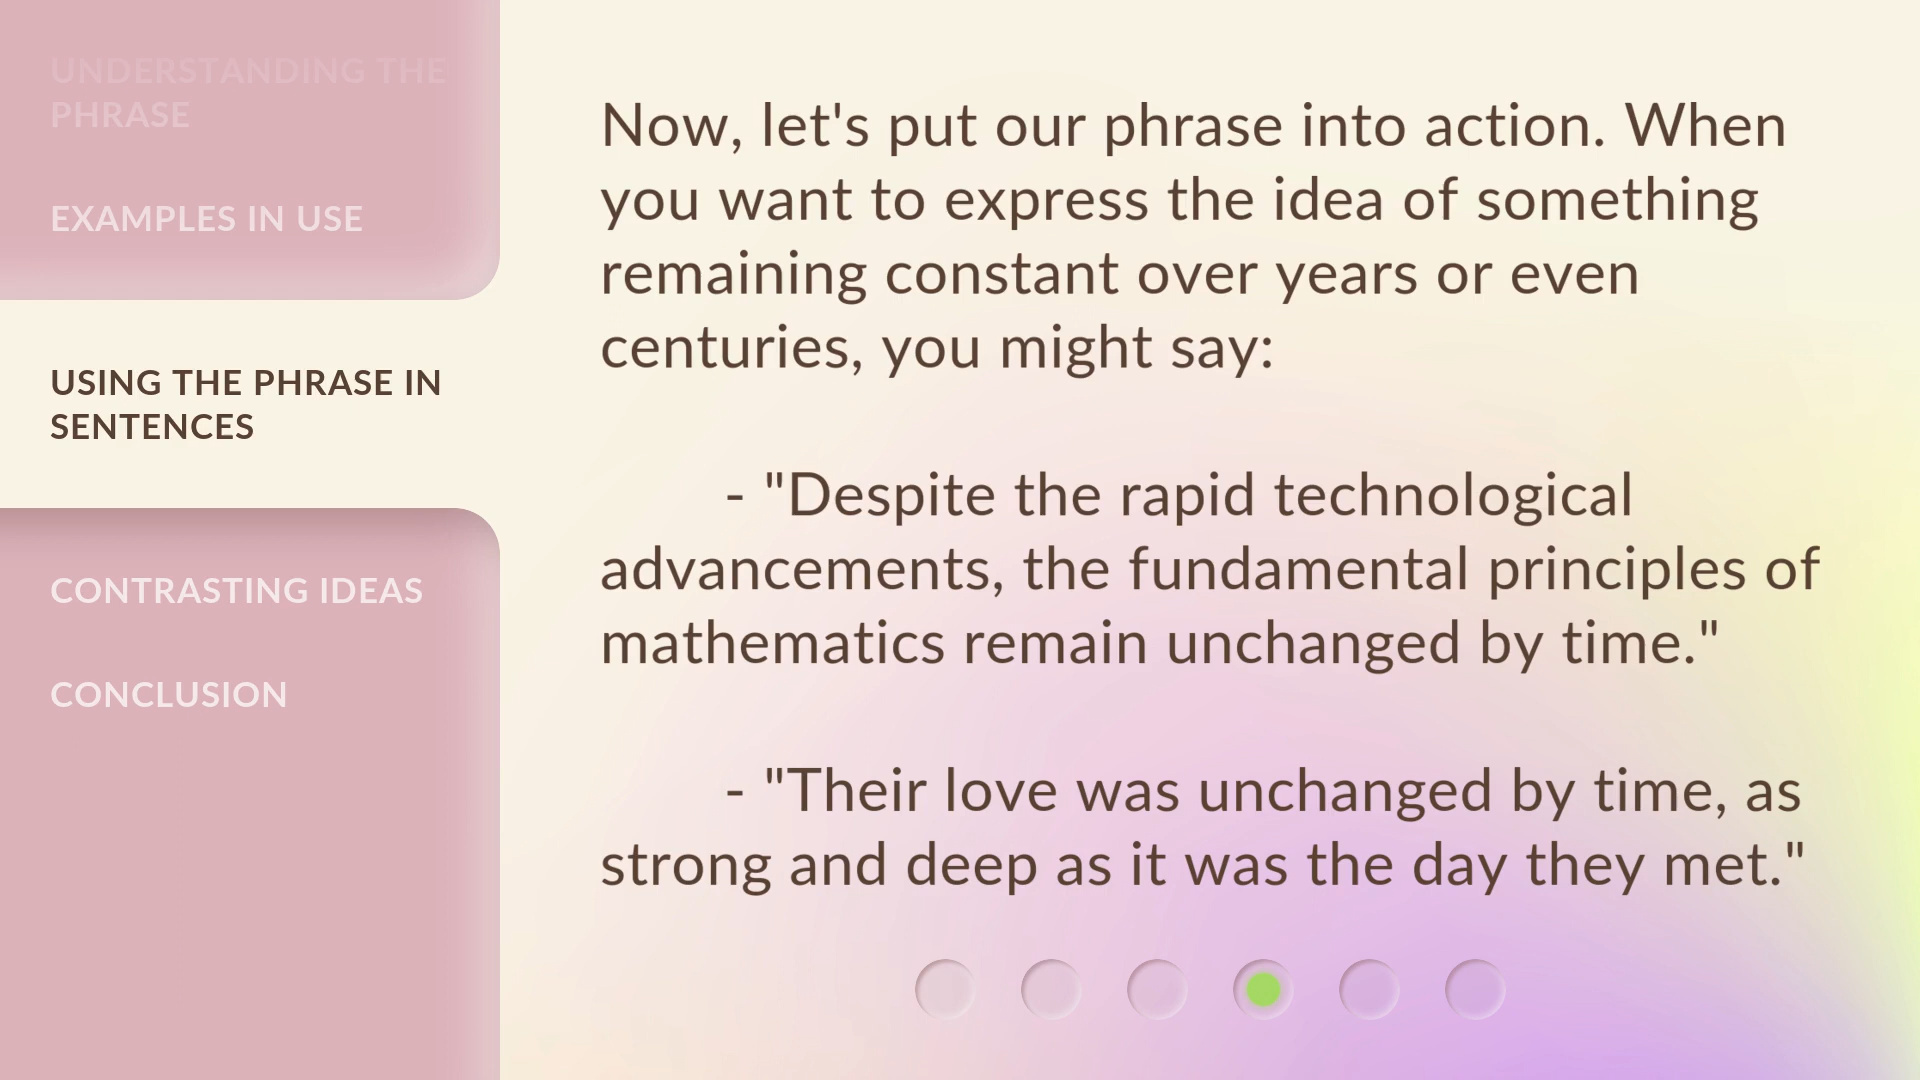 UNDERSTANDING THE
PHRASE
EXAMPLES IN USE
USING THE PHRASE IN
SENTENCES
CONTRASTING IDEAS
CONCLUSION
Now, let's put our phrase into action. When
you want to express the idea of something
remaining constant over years or even
centuries, you might say:
- "Despite the rapid technological
advancements, the fundamental principles of
mathematics remain unchanged by time."
- "Their love was unchanged by time, as
strong and deep as it was the day they met."